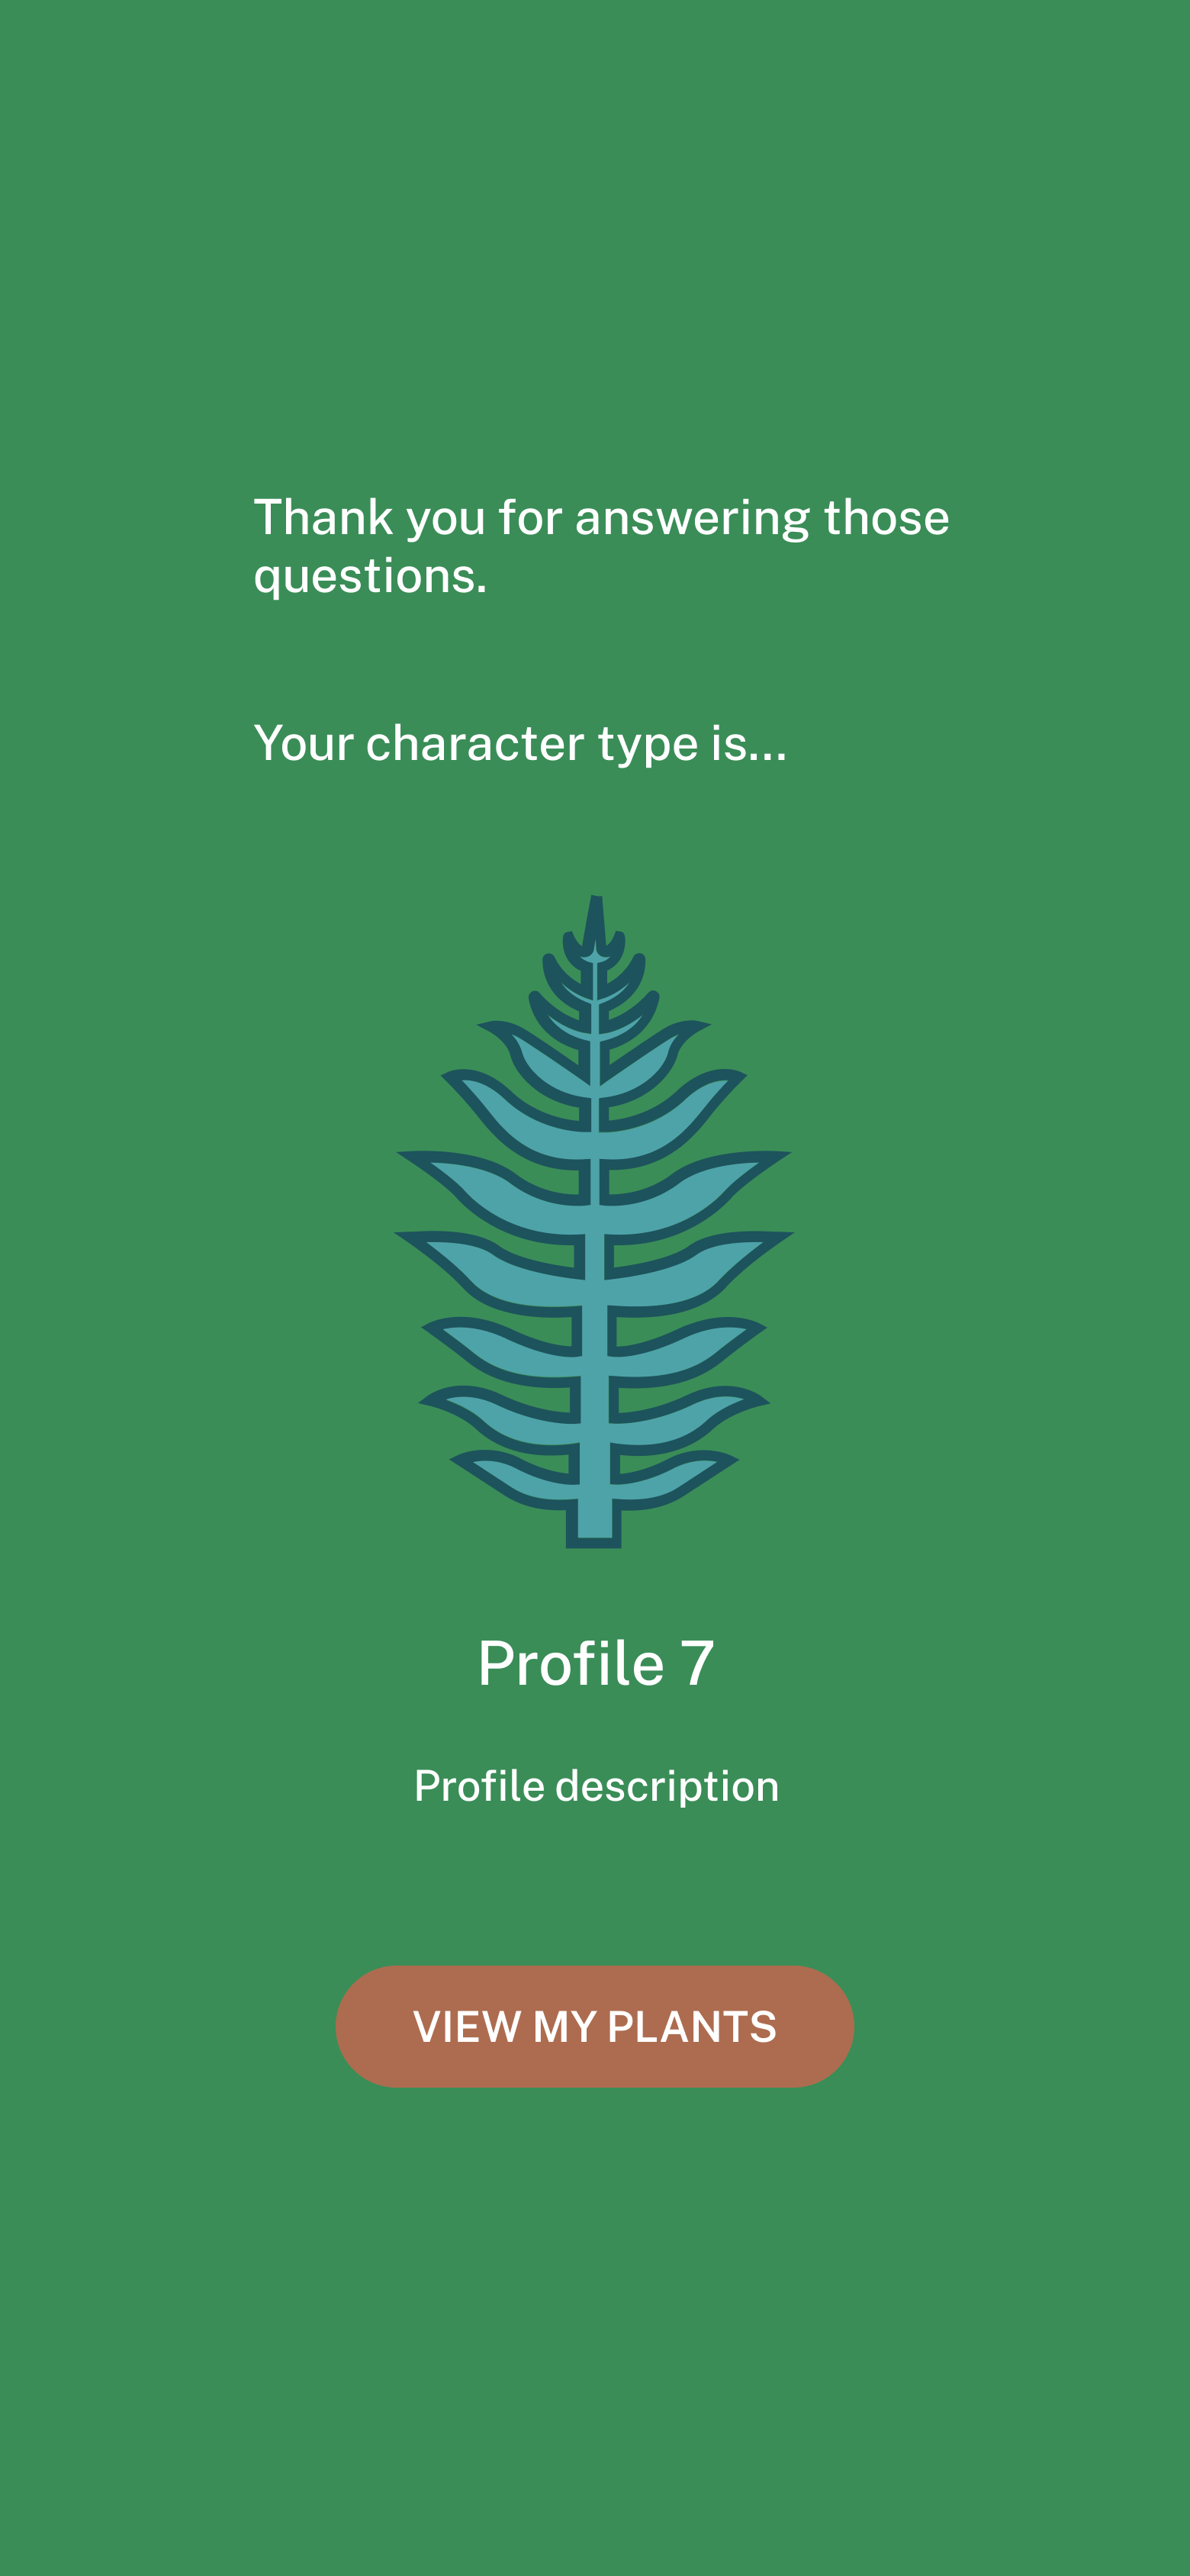 Thank you for answering those
questions.
Your character type is...
Profile 7
Profile description
VIEW MY PLANTS